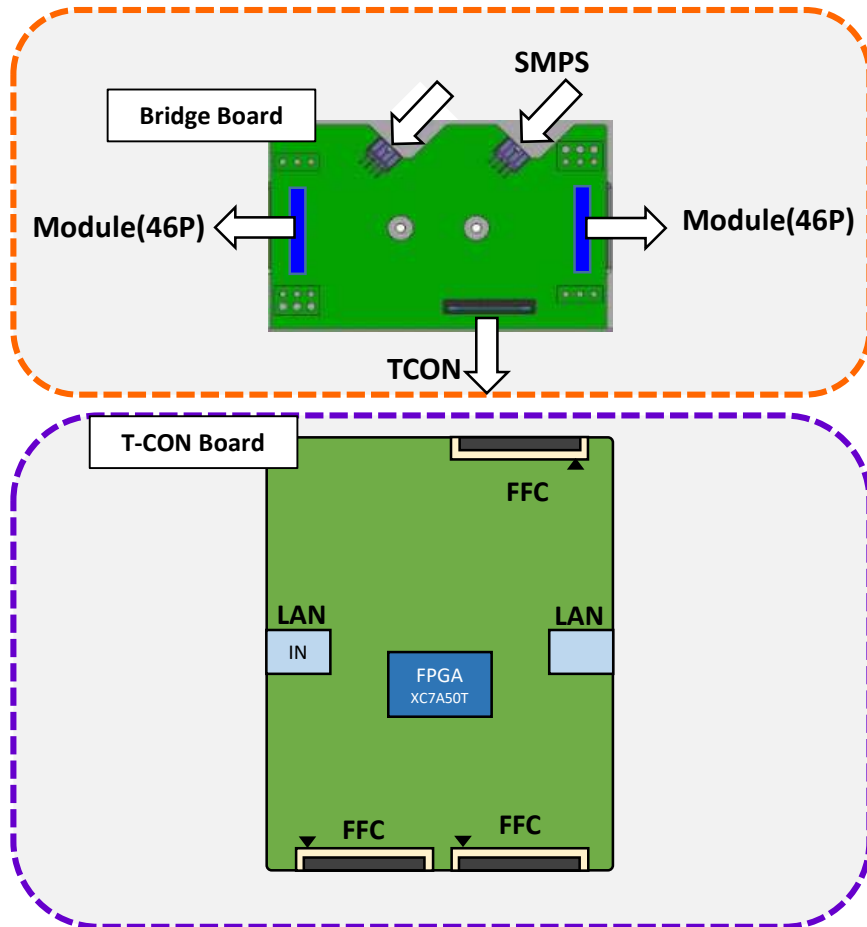 SMPS
Bridge Board
Module(46P)
Module(46P)
TCON
T-CON Board
FFC
LAN
LAN
IN
FPGA
XC7A50T
FFC
FFC